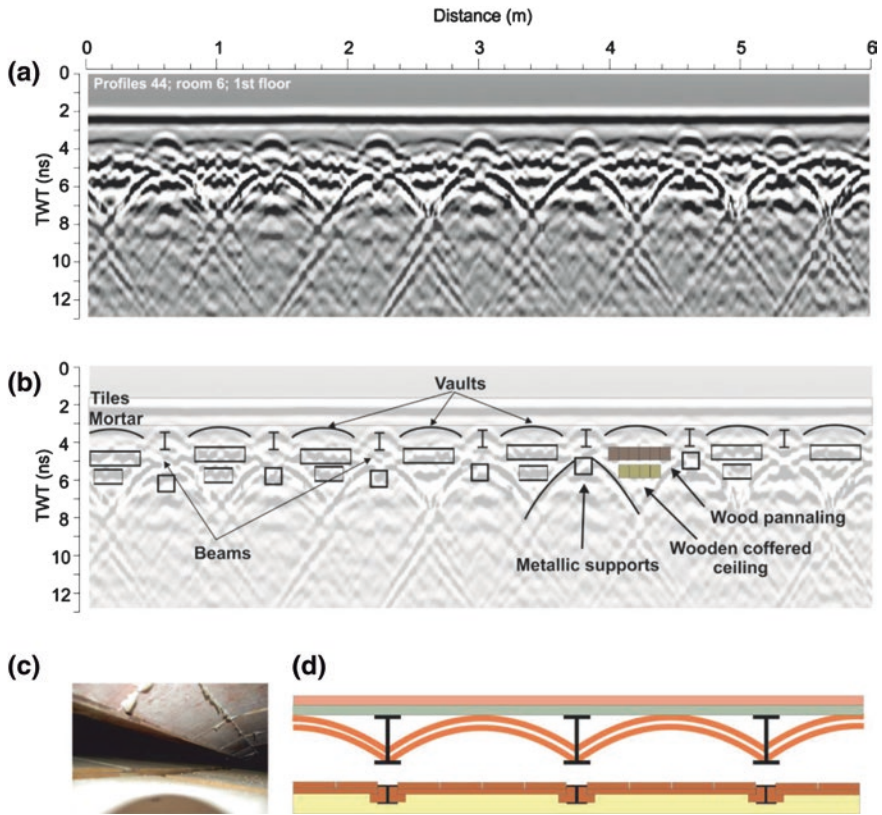 Distance (m)
0 1 2 3 4 5 6
(a)
Profiles 44; room 6; 1st floor
0
2
4
6
8
10
12
TWT (ns)
(b)
0
2
4
6
8
10
12
TWT (ns)
Tiles
Mortar
Vaults
Beams
Wood pannaling
Metallic supports
Wooden coffered
ceiling
(c)
(d)